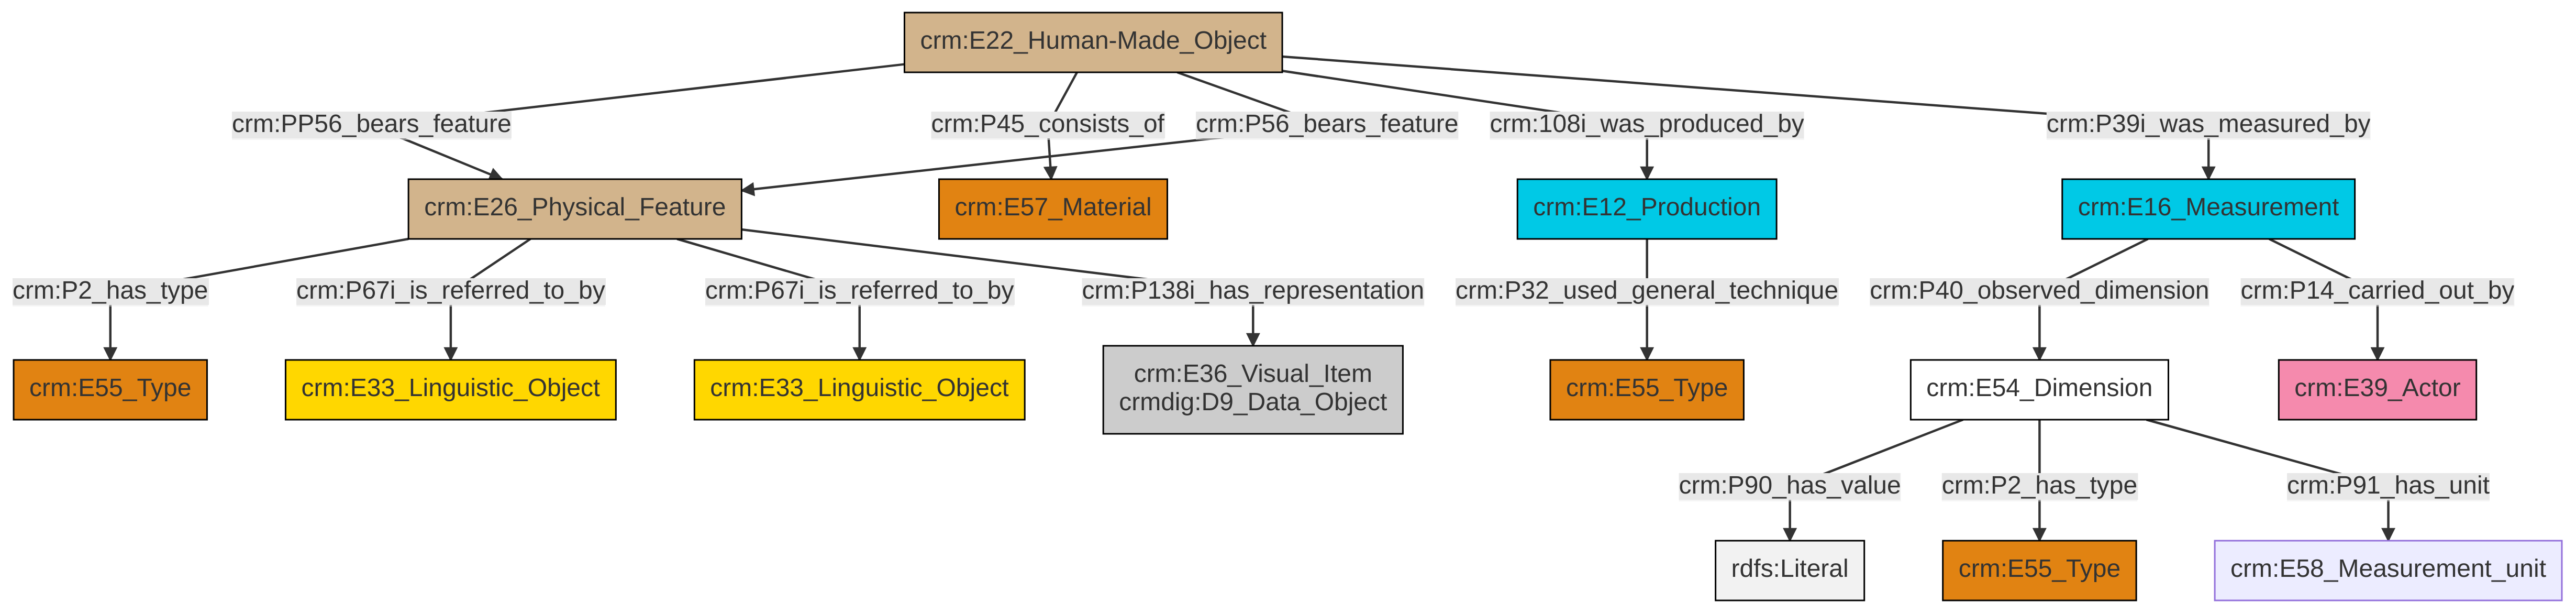 crm:E22_Human-Made_Object
crm:PP56_bears_feature
crm:P45_consists_of
crm:P56_bears_feature
crm:108i_was_produced_by
crm:P39i_was_measured_by
crm:E26_Physical_Feature
crm:E57_Material
crm:E12_Production
crm:E16_Measurement
crm:P2_has_type
crm:P67i_is_referred_to_by
crm:P67i_is_referred_to_by
crm:P138i_has_representation
crm:P32_used_general_technique
crm:P40_observed_dimension
crm:P14_carried_out_by
crm:E55_Type
crm:E33_Linguistic_Object
crm:E33_Linguistic_Object
crm:E36_Visual_Item
crmdig:D9_Data_Object
crm:E55_Type
crm:E54_Dimension
crm:E39_Actor
crm:P90_has_value
crm:P2_has_type
crm:P91_has_unit
rdfs:Literal
crm:E55_Type
crm:E58_Measurement_unit